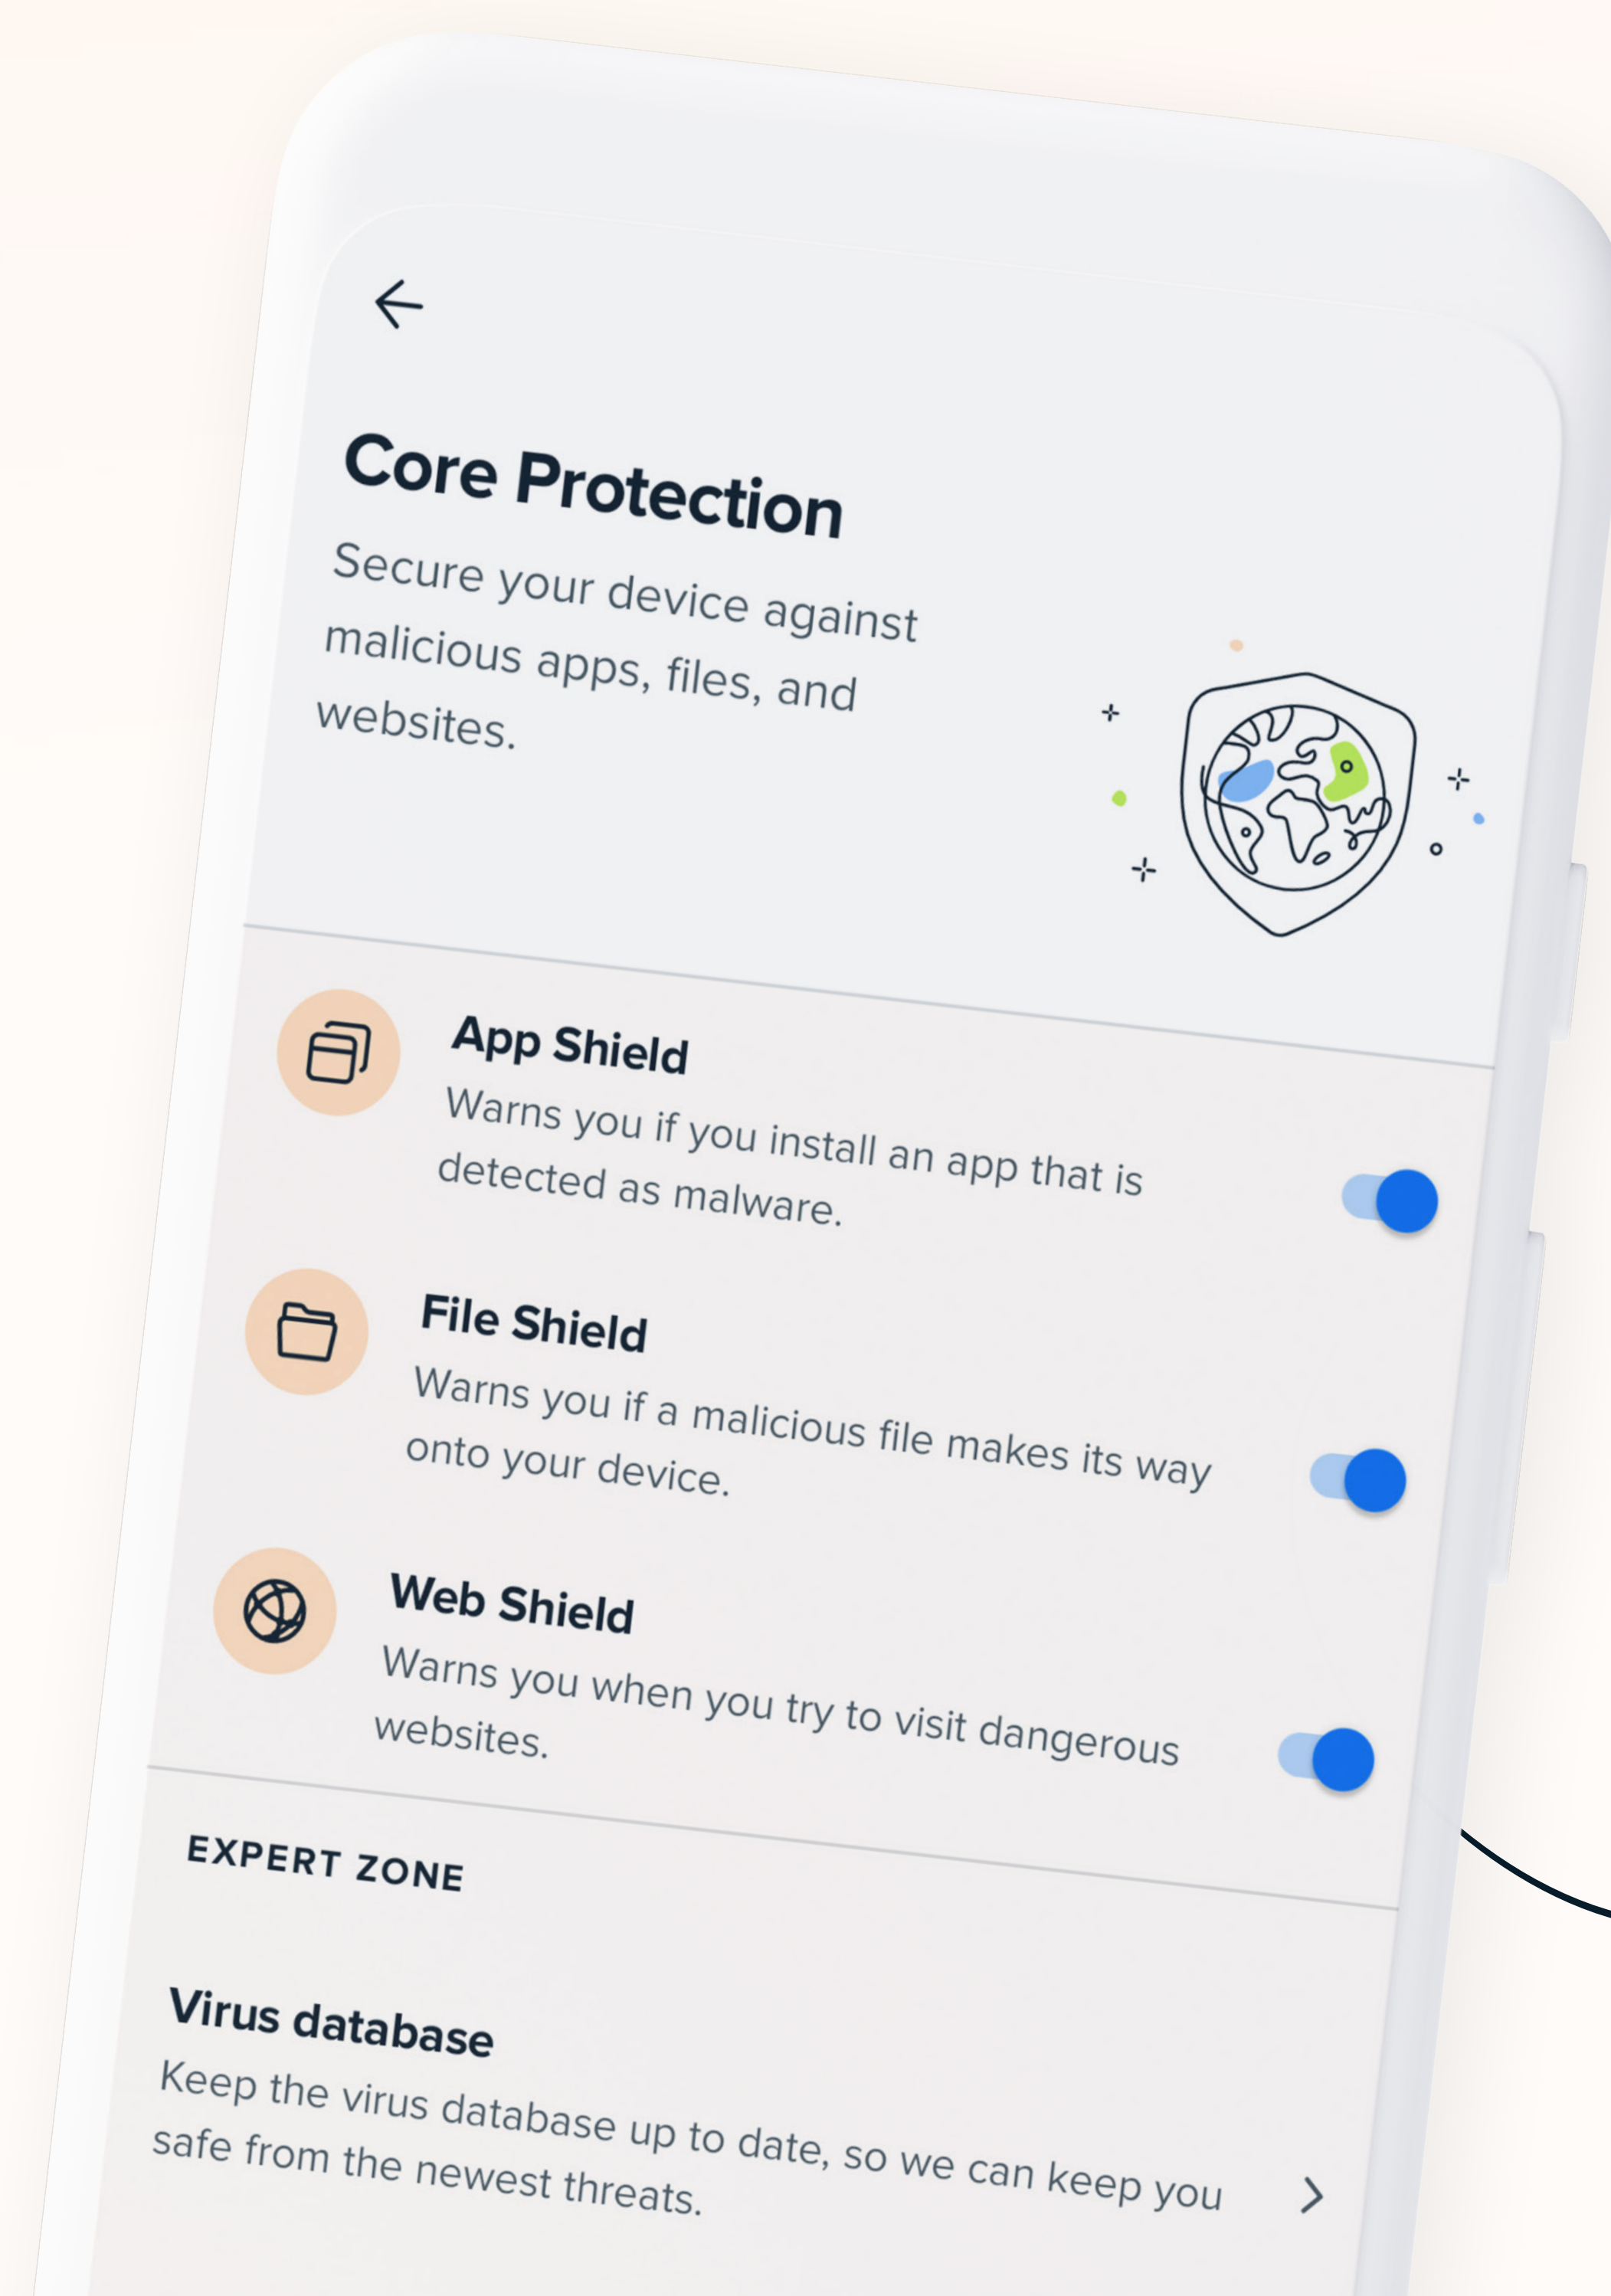 Core Protection
Secure your device against
malicious apps, files, and
websites.
App Shield
Warns you if you install an app that is
detected as malware.
File Shield
Warns you if a malicious file makes its way
onto your device.
Web Shield
Warns you when you try to visit dangerous
websites.
EXPERT ZONE
Virus database
Keep the virus database up to date, so we can keep you
safe from the newest threats.